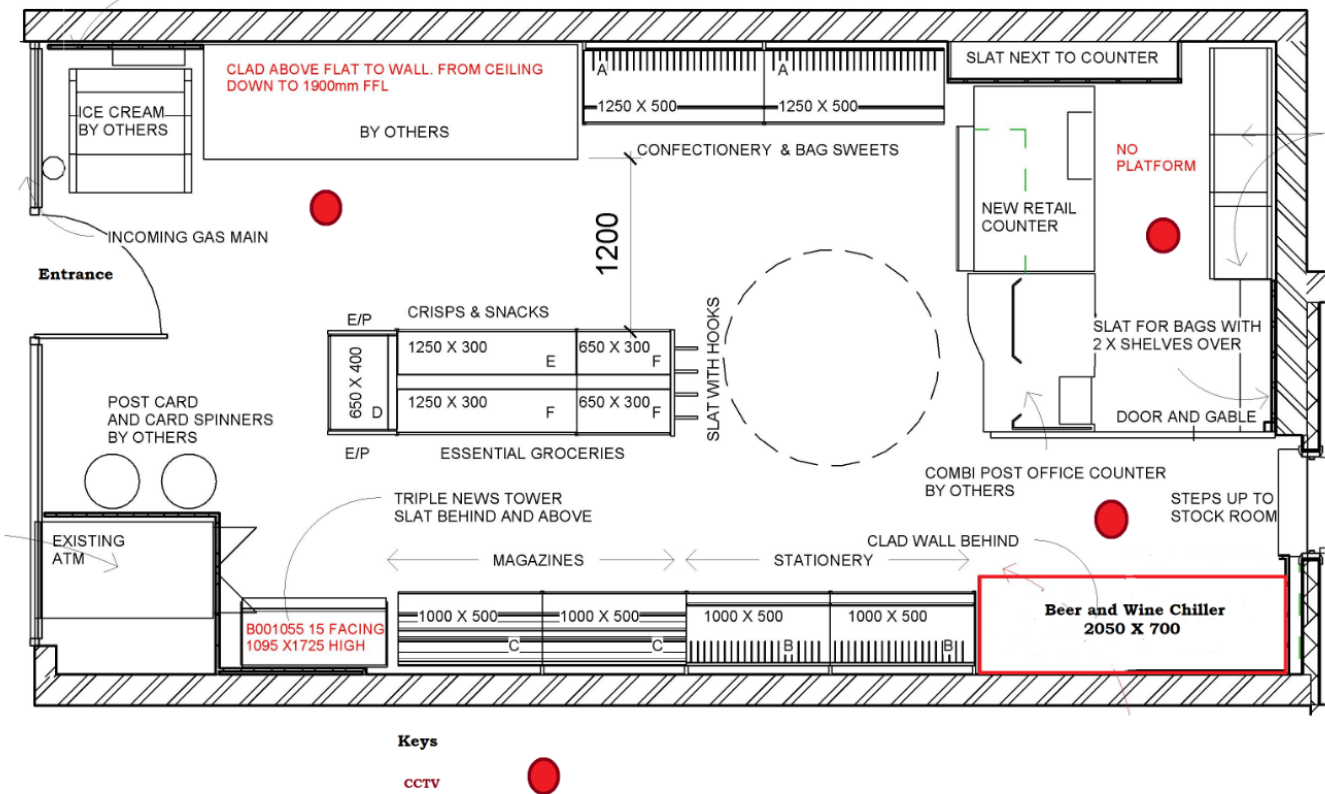 CLAD ABOVE FLAT TO WALL. FROM CEILING
DOWN TO 1900mm FFL
BY OTHERS
ICE CREAM
BY OTHERS
A
A
1250 X 500
1250 X 500
CONFECTIONERY & BAG SWEETS
SLAT NEXT TO COUNTER
NO
PLATFORM
NEW RETAIL
COUNTER
INCOMING GAS MAIN
Entrance
1200
E/P
CRISPS & SNACKS
1250 X 300
E
650 X 300
F
650 X 400
D
1250 X 300
F
650 X 300
F
SLAT WITH HOOKS
E/P
ESSENTIAL GROCERIES
SLAT FOR BAGS WITH
2 X SHELVES OVER
DOOR AND GABLE
POST CARD
AND CARD SPINNERS
BY OTHERS
COMBI POST OFFICE COUNTER
BY OTHERS
STEPS UP TO
STOCK ROOM
TRIPLE NEWS TOWER
SLAT BEHIND AND ABOVE
EXISTING
ATM
MAGAZINES
STATIONERY
CLAD WALL BEHIND
B001055 15 FACING
1095 X1725 HIGH
1000 X 500
1000 X 500
1000 X 500
1000 X 500
C
C
B
B
Beer and Wine Chiller
2050 X 700
Keys
CCTV